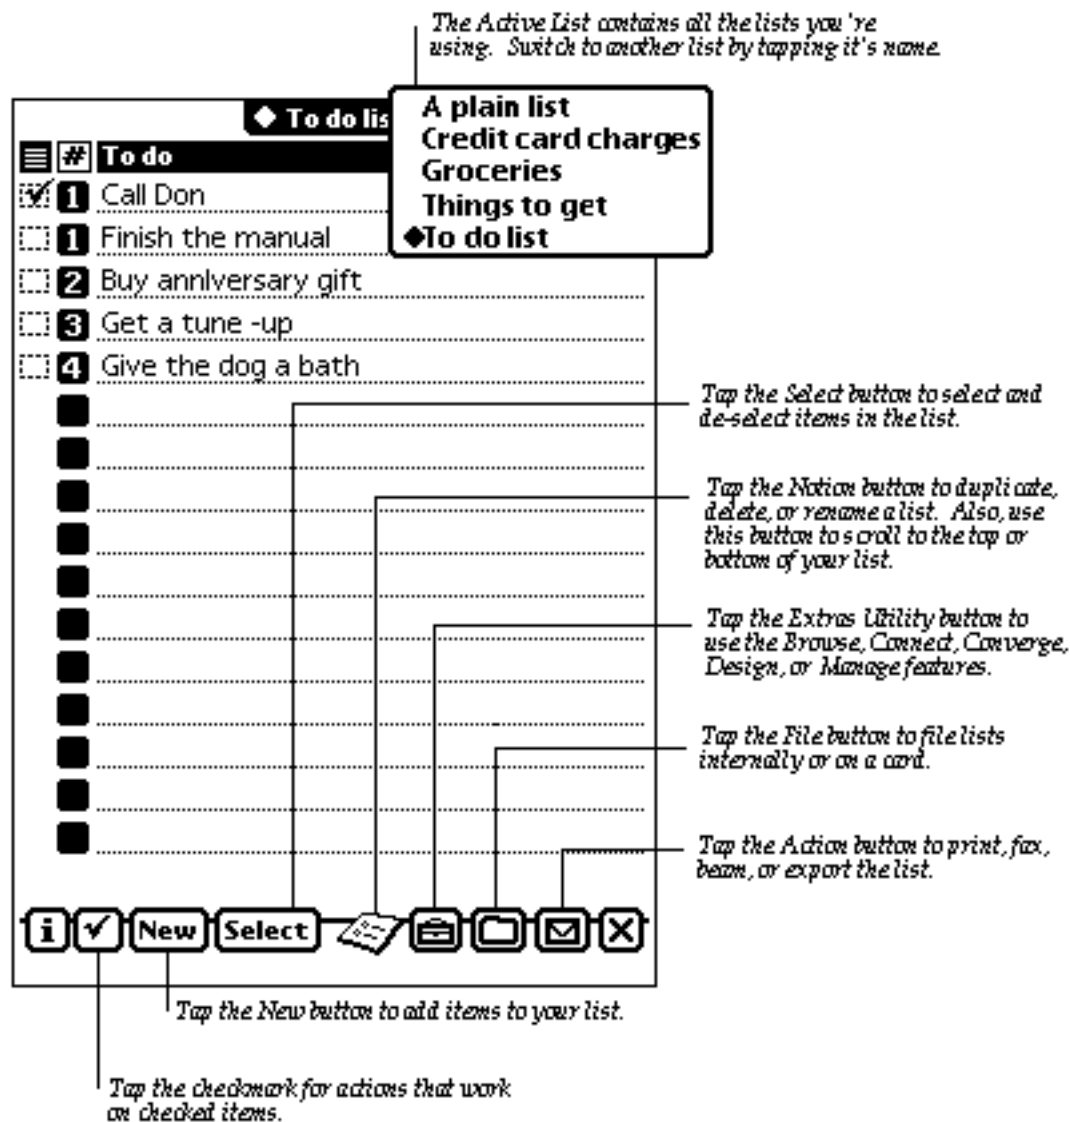 The Active List contains all the lists you're
using. Switch to another list by tapping it's name.
To do lis
A plain list
Credit card charges
Groceries
Things to get
To do list
# To do
1 Call Don
1 Finish the manual
2 Buy anniversary gift
3 Get a tune -up
4 Give the dog a bath
Tap the Select button to select and
de-select items in the list.
Tap the Notion button to duplicate,
delete, or rename a list. Also, use
this button to scroll to the top or
bottom of your list.
Tap the Extras Utility button to
use the Browse, Connect, Converge,
Design, or Manage features.
Tap the File button to file lists
internally or on a card.
Tap the Action button to print, fax,
beam, or export the list.
i New Select X
Tap the New button to add items to your list.
Tap the checkmark for actions that work
on checked items.